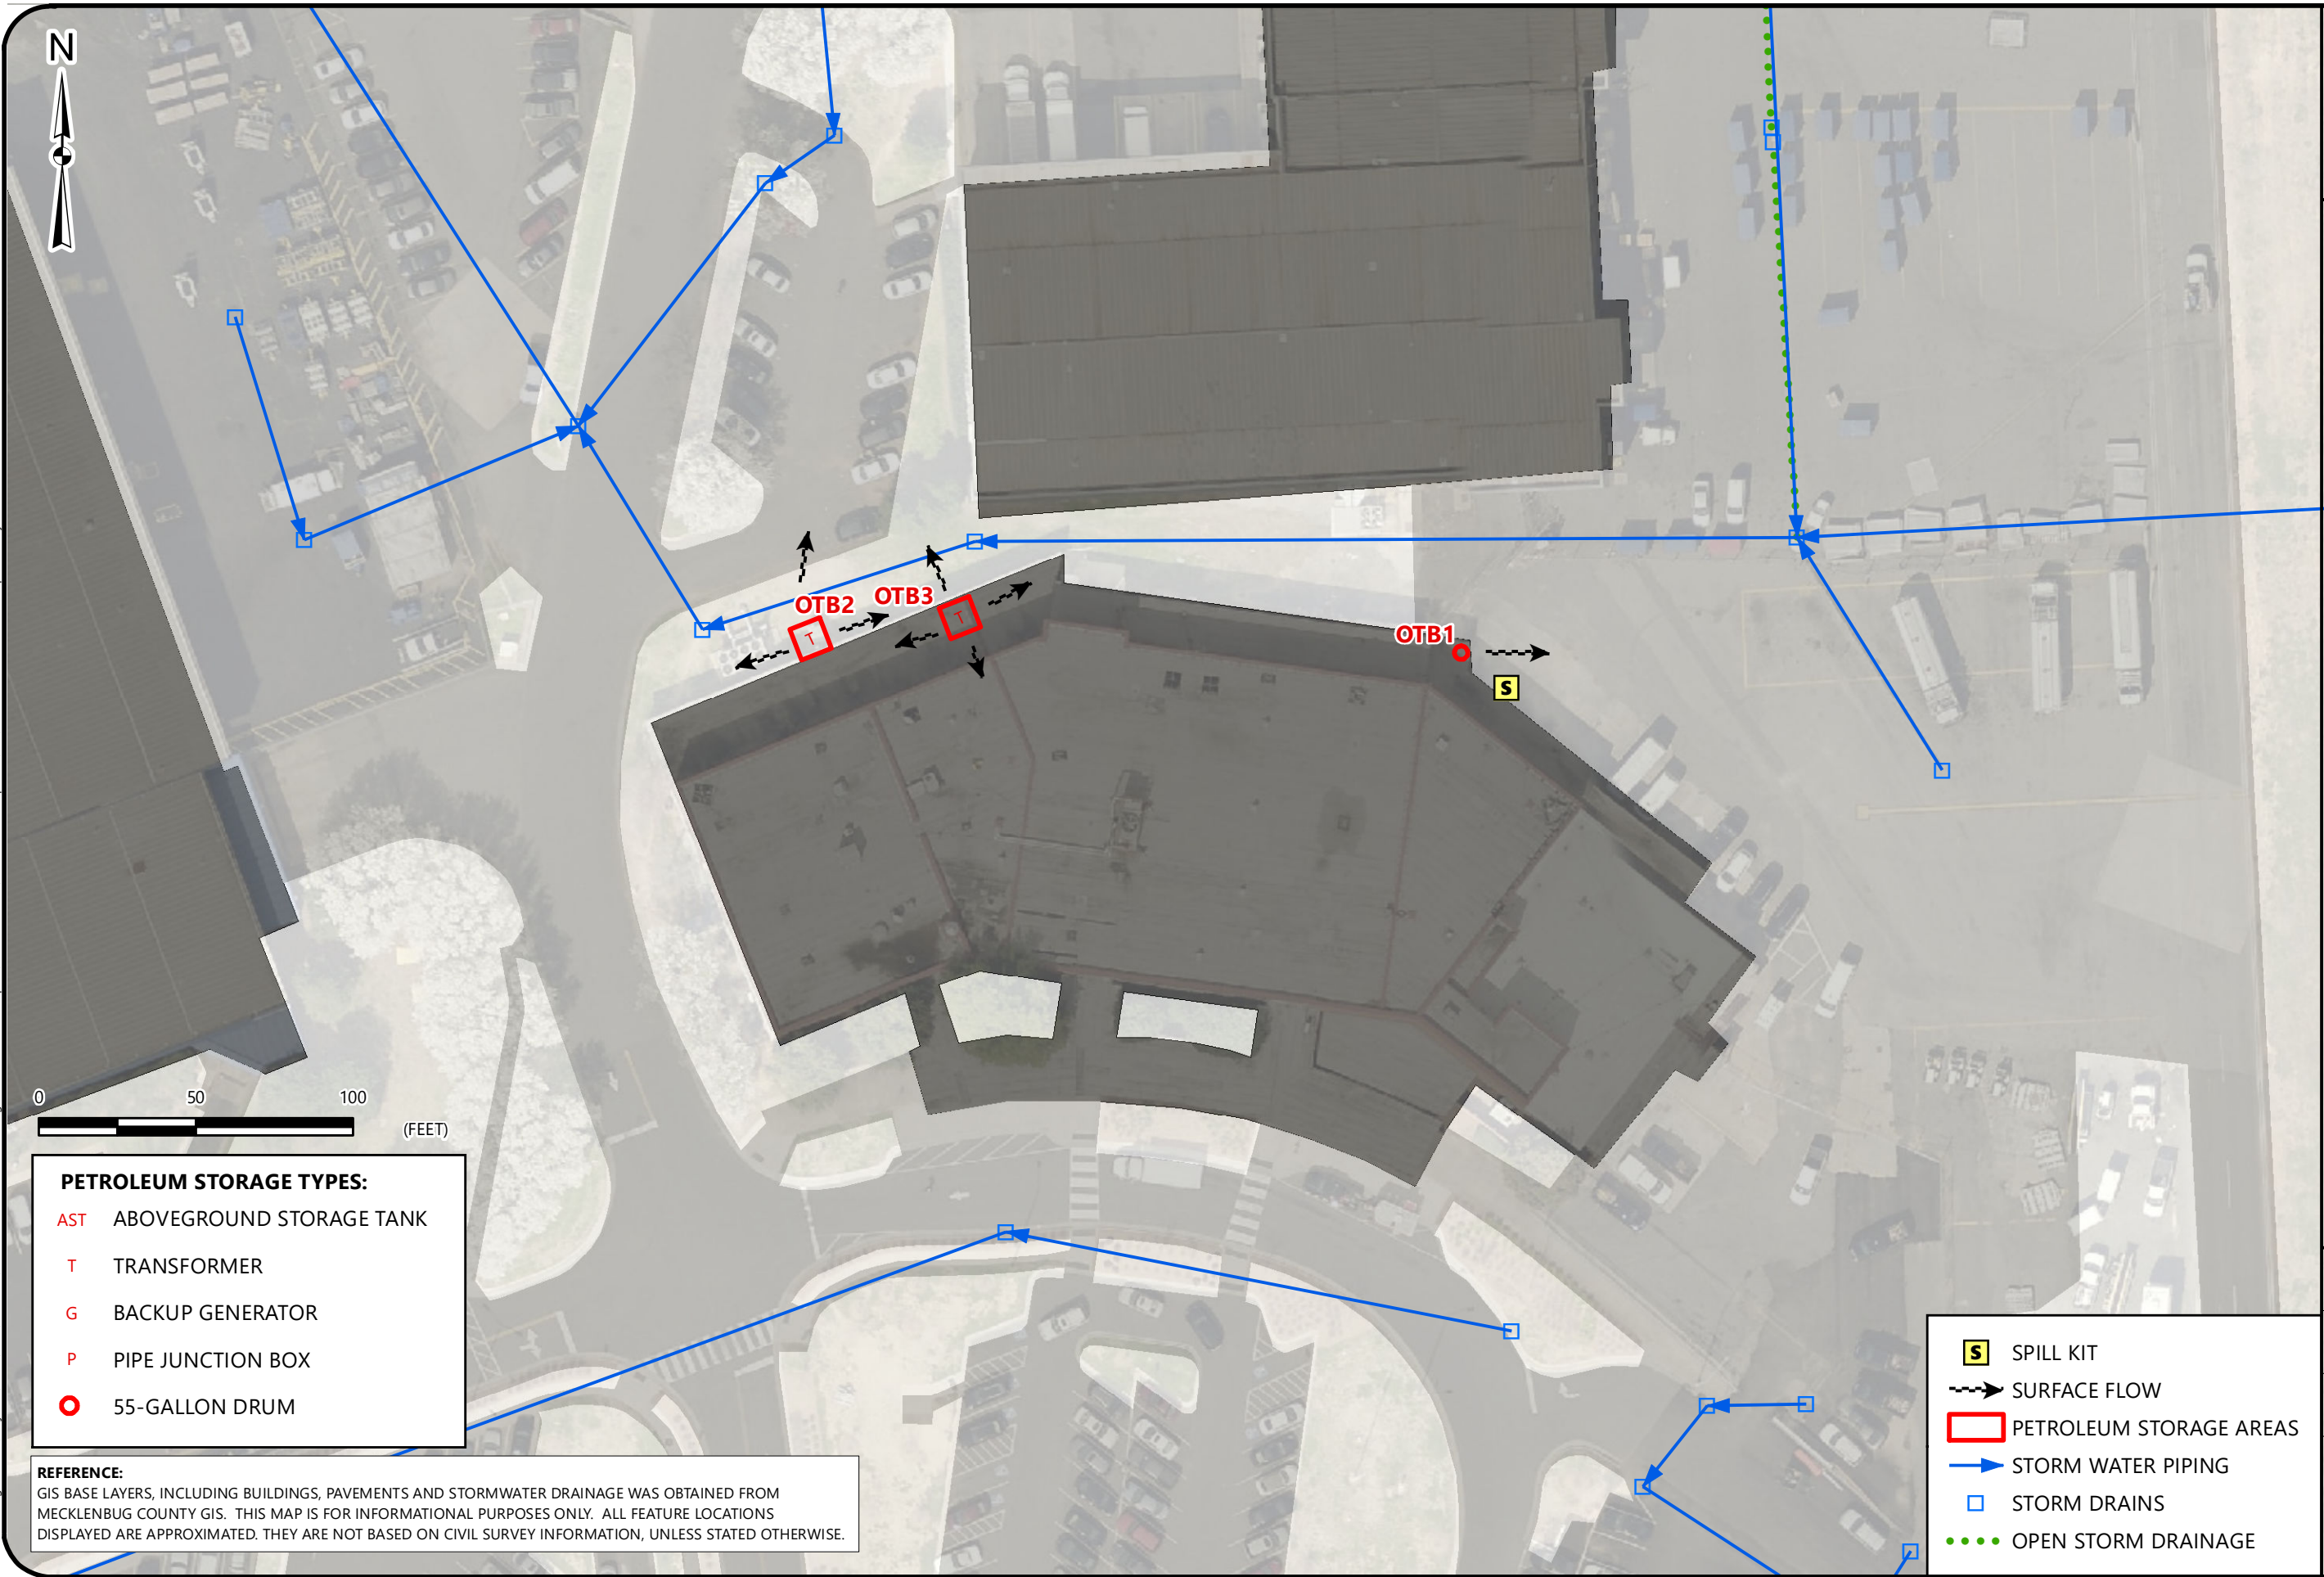 N
OTB2
OTB3
T
T
OTB1
S
0 50 100
(FEET)
PETROLEUM STORAGE TYPES:
AST ABOVEGROUND STORAGE TANK
T TRANSFORMER
G BACKUP GENERATOR
P PIPE JUNCTION BOX
55-GALLON DRUM
REFERENCE:
GIS BASE LAYERS, INCLUDING BUILDINGS, PAVEMENTS AND STORMWATER DRAINAGE WAS OBTAINED FROM
MECKLENBUG COUNTY GIS. THIS MAP IS FOR INFORMATIONAL PURPOSES ONLY. ALL FEATURE LOCATIONS
DISPLAYED ARE APPROXIMATED. THEY ARE NOT BASED ON CIVIL SURVEY INFORMATION, UNLESS STATED OTHERWISE.
S SPILL KIT
SURFACE FLOW
PETROLEUM STORAGE AREAS
STORM WATER PIPING
STORM DRAINS
OPEN STORM DRAINAGE